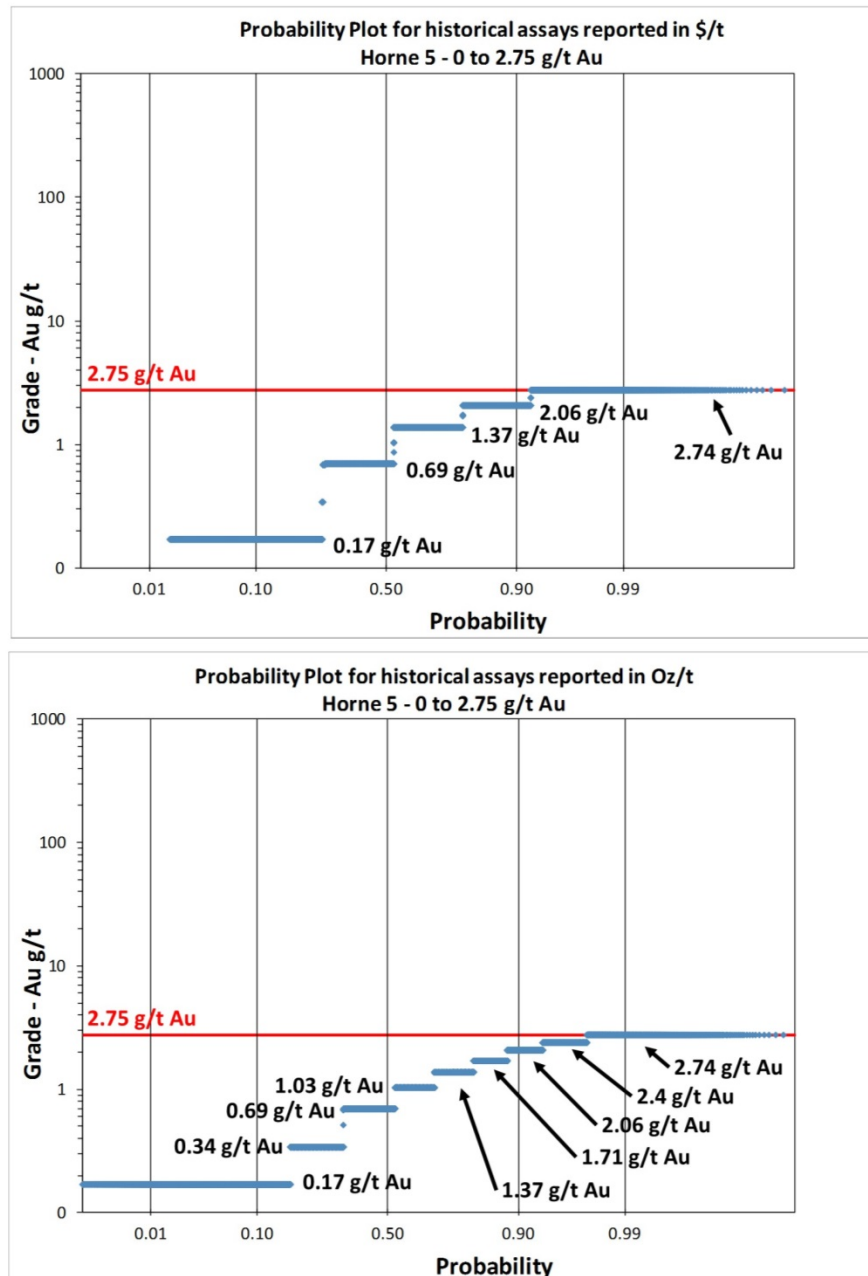 Probability Plot for historical assays reported in $/t
Horne 5 - 0 to 2.75 g/t Au
1000
100
10
1
0
Grade - Au g/t
2.75 g/t Au
2.06 g/t Au
1.37 g/t Au
2.74 g/t Au
0.69 g/t Au
0.17 g/t Au
0.01 0.10 0.50 0.90 0.99
Probability
Probability Plot for historical assays reported in Oz/t
Horne 5 - 0 to 2.75 g/t Au
1000
100
10
1
0
Grade - Au g/t
2.75 g/t Au
1.03 g/t Au
2.74 g/t Au
2.4 g/t Au
0.69 g/t Au
2.06 g/t Au
0.34 g/t Au
1.71 g/t Au
0.17 g/t Au
1.37 g/t Au
0.01 0.10 0.50 0.90 0.99
Probability